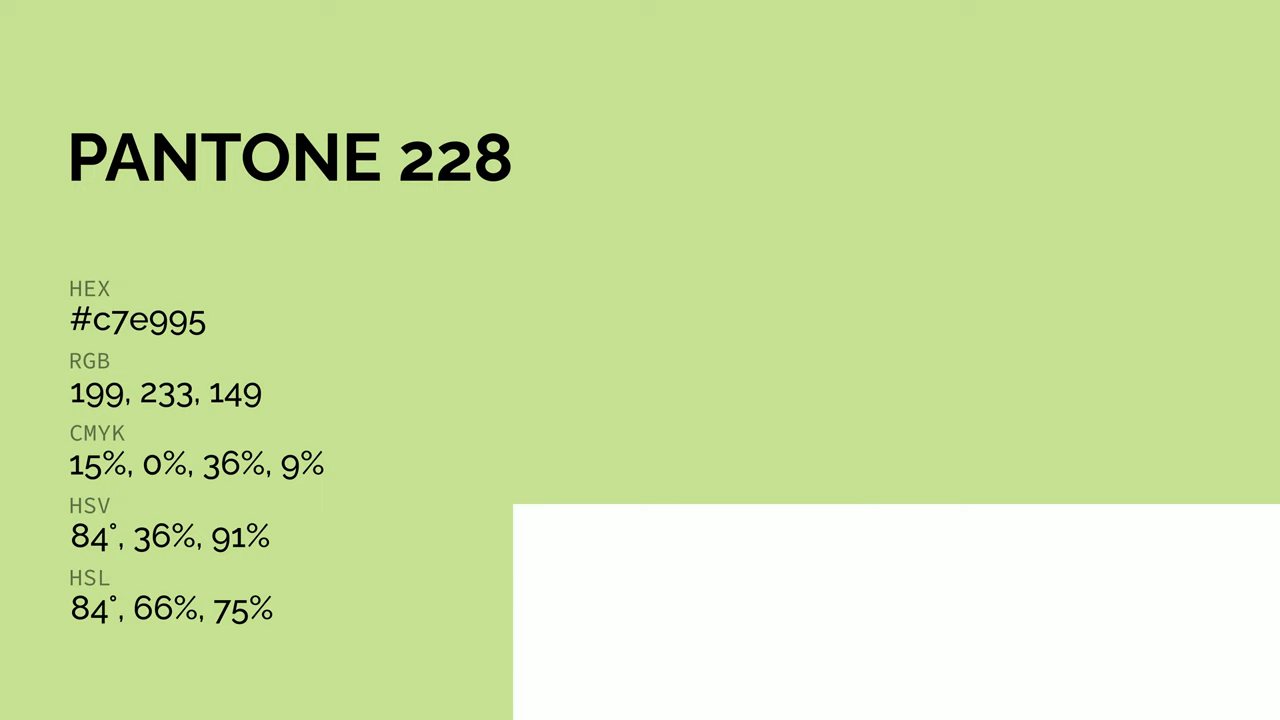 PANTONE 228
HEX
#c7e995
RGB
199, 233, 149
CMYK
15%, 0%, 36%, 9%
HSV
84°, 36%, 91%
HSL
84°, 66%, 75%